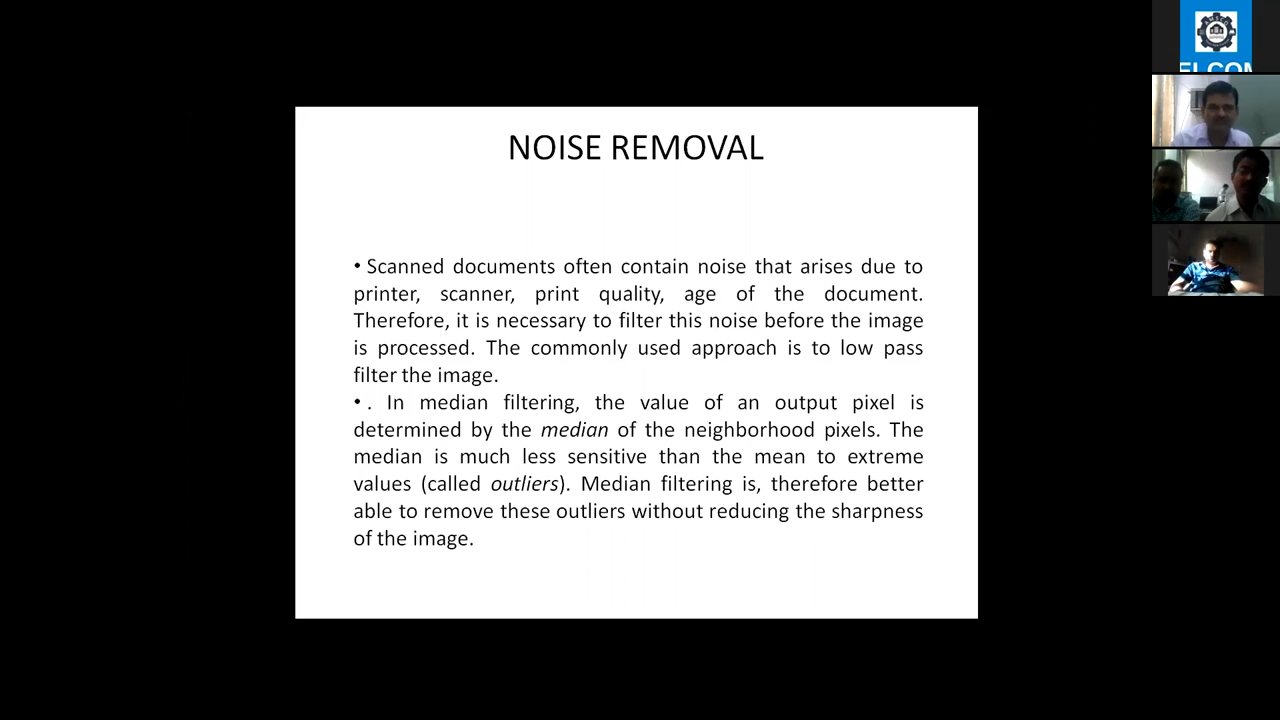 NOISE REMOVAL
• Scanned documents often contain noise that arises due to
printer, scanner, print quality, age of the document.
Therefore, it is necessary to filter this noise before the image
is processed. The commonly used approach is to low pass
filter the image.
• . In median filtering, the value of an output pixel is
determined by the median of the neighborhood pixels. The
median is much less sensitive than the mean to extreme
values (called outliers). Median filtering is, therefore better
able to remove these outliers without reducing the sharpness
of the image.